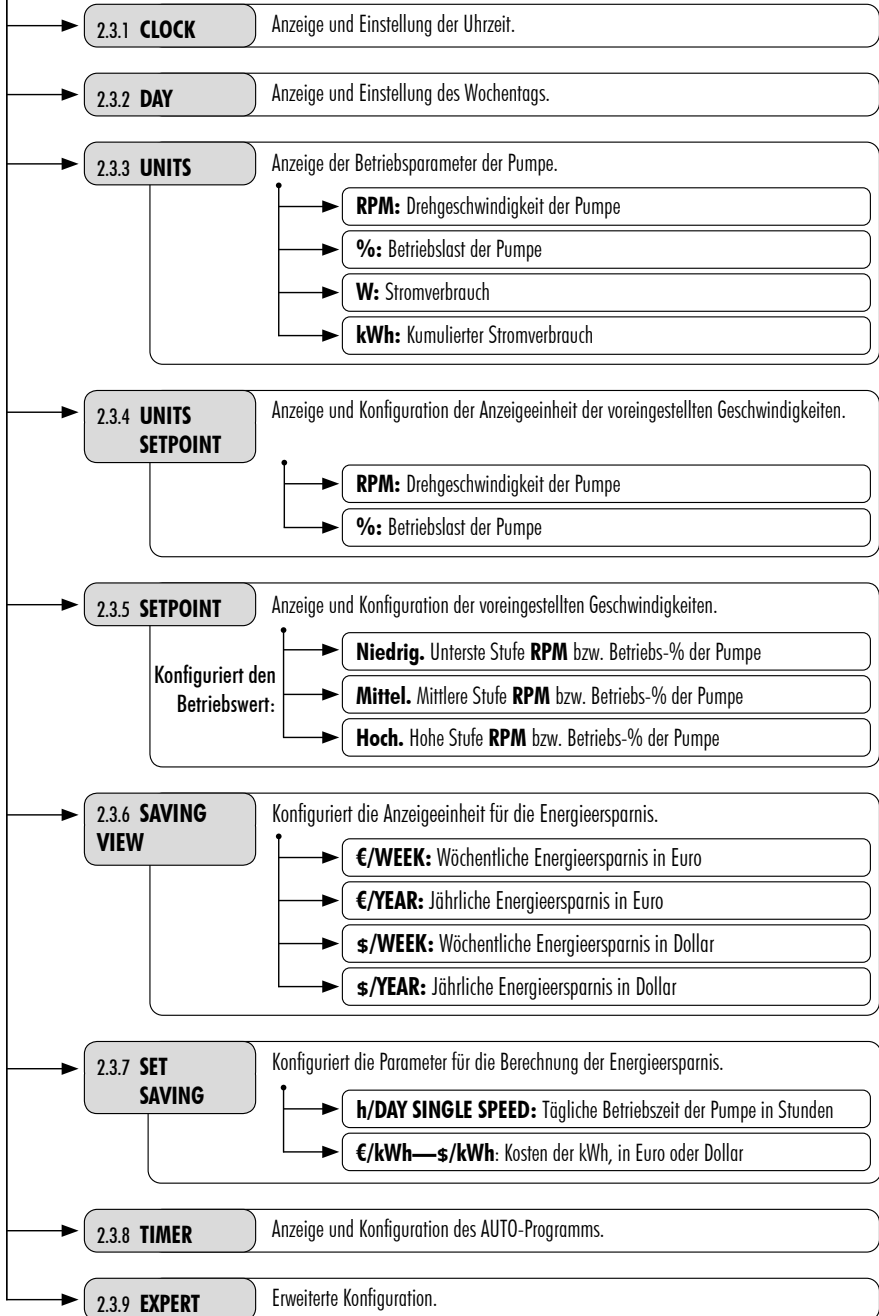 2.3.1 CLOCK
Anzeige und Einstellung der Uhrzeit.
2.3.2 DAY
Anzeige und Einstellung des Wochentags.
2.3.3 UNITS
Anzeige der Betriebsparameter der Pumpe.
RPM: Drehgeschwindigkeit der Pumpe
%: Betriebslast der Pumpe
W: Stromverbrauch
kWh: Kumulierter Stromverbrauch
2.3.4 UNITS
SETPOINT
Anzeige und Konfiguration der Anzeigeeinheit der voreingestellten Geschwindigkeiten.
RPM: Drehgeschwindigkeit der Pumpe
%: Betriebslast der Pumpe
2.3.5 SETPOINT
Anzeige und Konfiguration der voreingestellten Geschwindigkeiten.
Konfiguriert den
Betriebswert:
Niedrig. Unterste Stufe RPM bzw. Betriebs-% der Pumpe
Mittel. Mittlere Stufe RPM bzw. Betriebs-% der Pumpe
Hoch. Hohe Stufe RPM bzw. Betriebs-% der Pumpe
2.3.6 SAVING
VIEW
Konfiguriert die Anzeigeeinheit für die Energieersparnis.
€/WEEK: Wöchentliche Energieersparnis in Euro
€/YEAR: Jährliche Energieersparnis in Euro
$/WEEK: Wöchentliche Energieersparnis in Dollar
$/YEAR: Jährliche Energieersparnis in Dollar
2.3.7 SET
SAVING
Konfiguriert die Parameter für die Berechnung der Energieersparnis.
h/DAY SINGLE SPEED: Tägliche Betriebszeit der Pumpe in Stunden
€/kWh—$/kWh: Kosten der kWh, in Euro oder Dollar
2.3.8 TIMER
Anzeige und Konfiguration des AUTO-Programms.
2.3.9 EXPERT
Erweiterte Konfiguration.